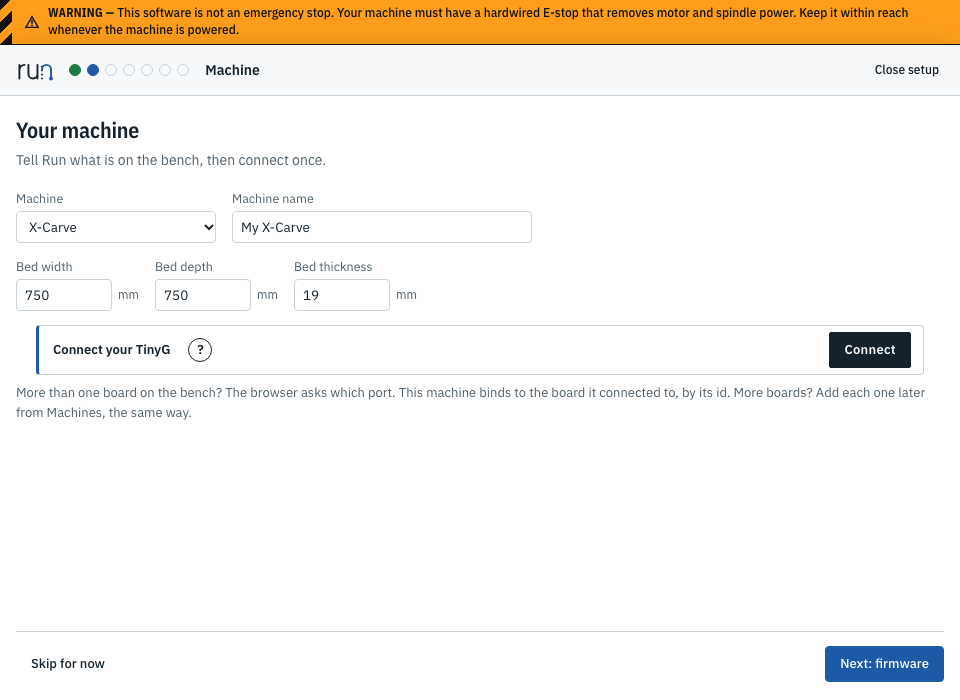 WARNING — This software is not an emergency stop. Your machine must have a hardwired E-stop that removes motor and spindle power. Keep it within reach
whenever the machine is powered.
run Machine Close setup
Your machine
Tell Run what is on the bench, then connect once.
Machine Machine name
X-Carve My X-Carve
Bed width Bed depth Bed thickness
750 mm 750 mm 19 mm
Connect your TinyG ? Connect
More than one board on the bench? The browser asks which port. This machine binds to the board it connected to, by its id. More boards? Add each one later
from Machines, the same way.
Skip for now Next: firmware